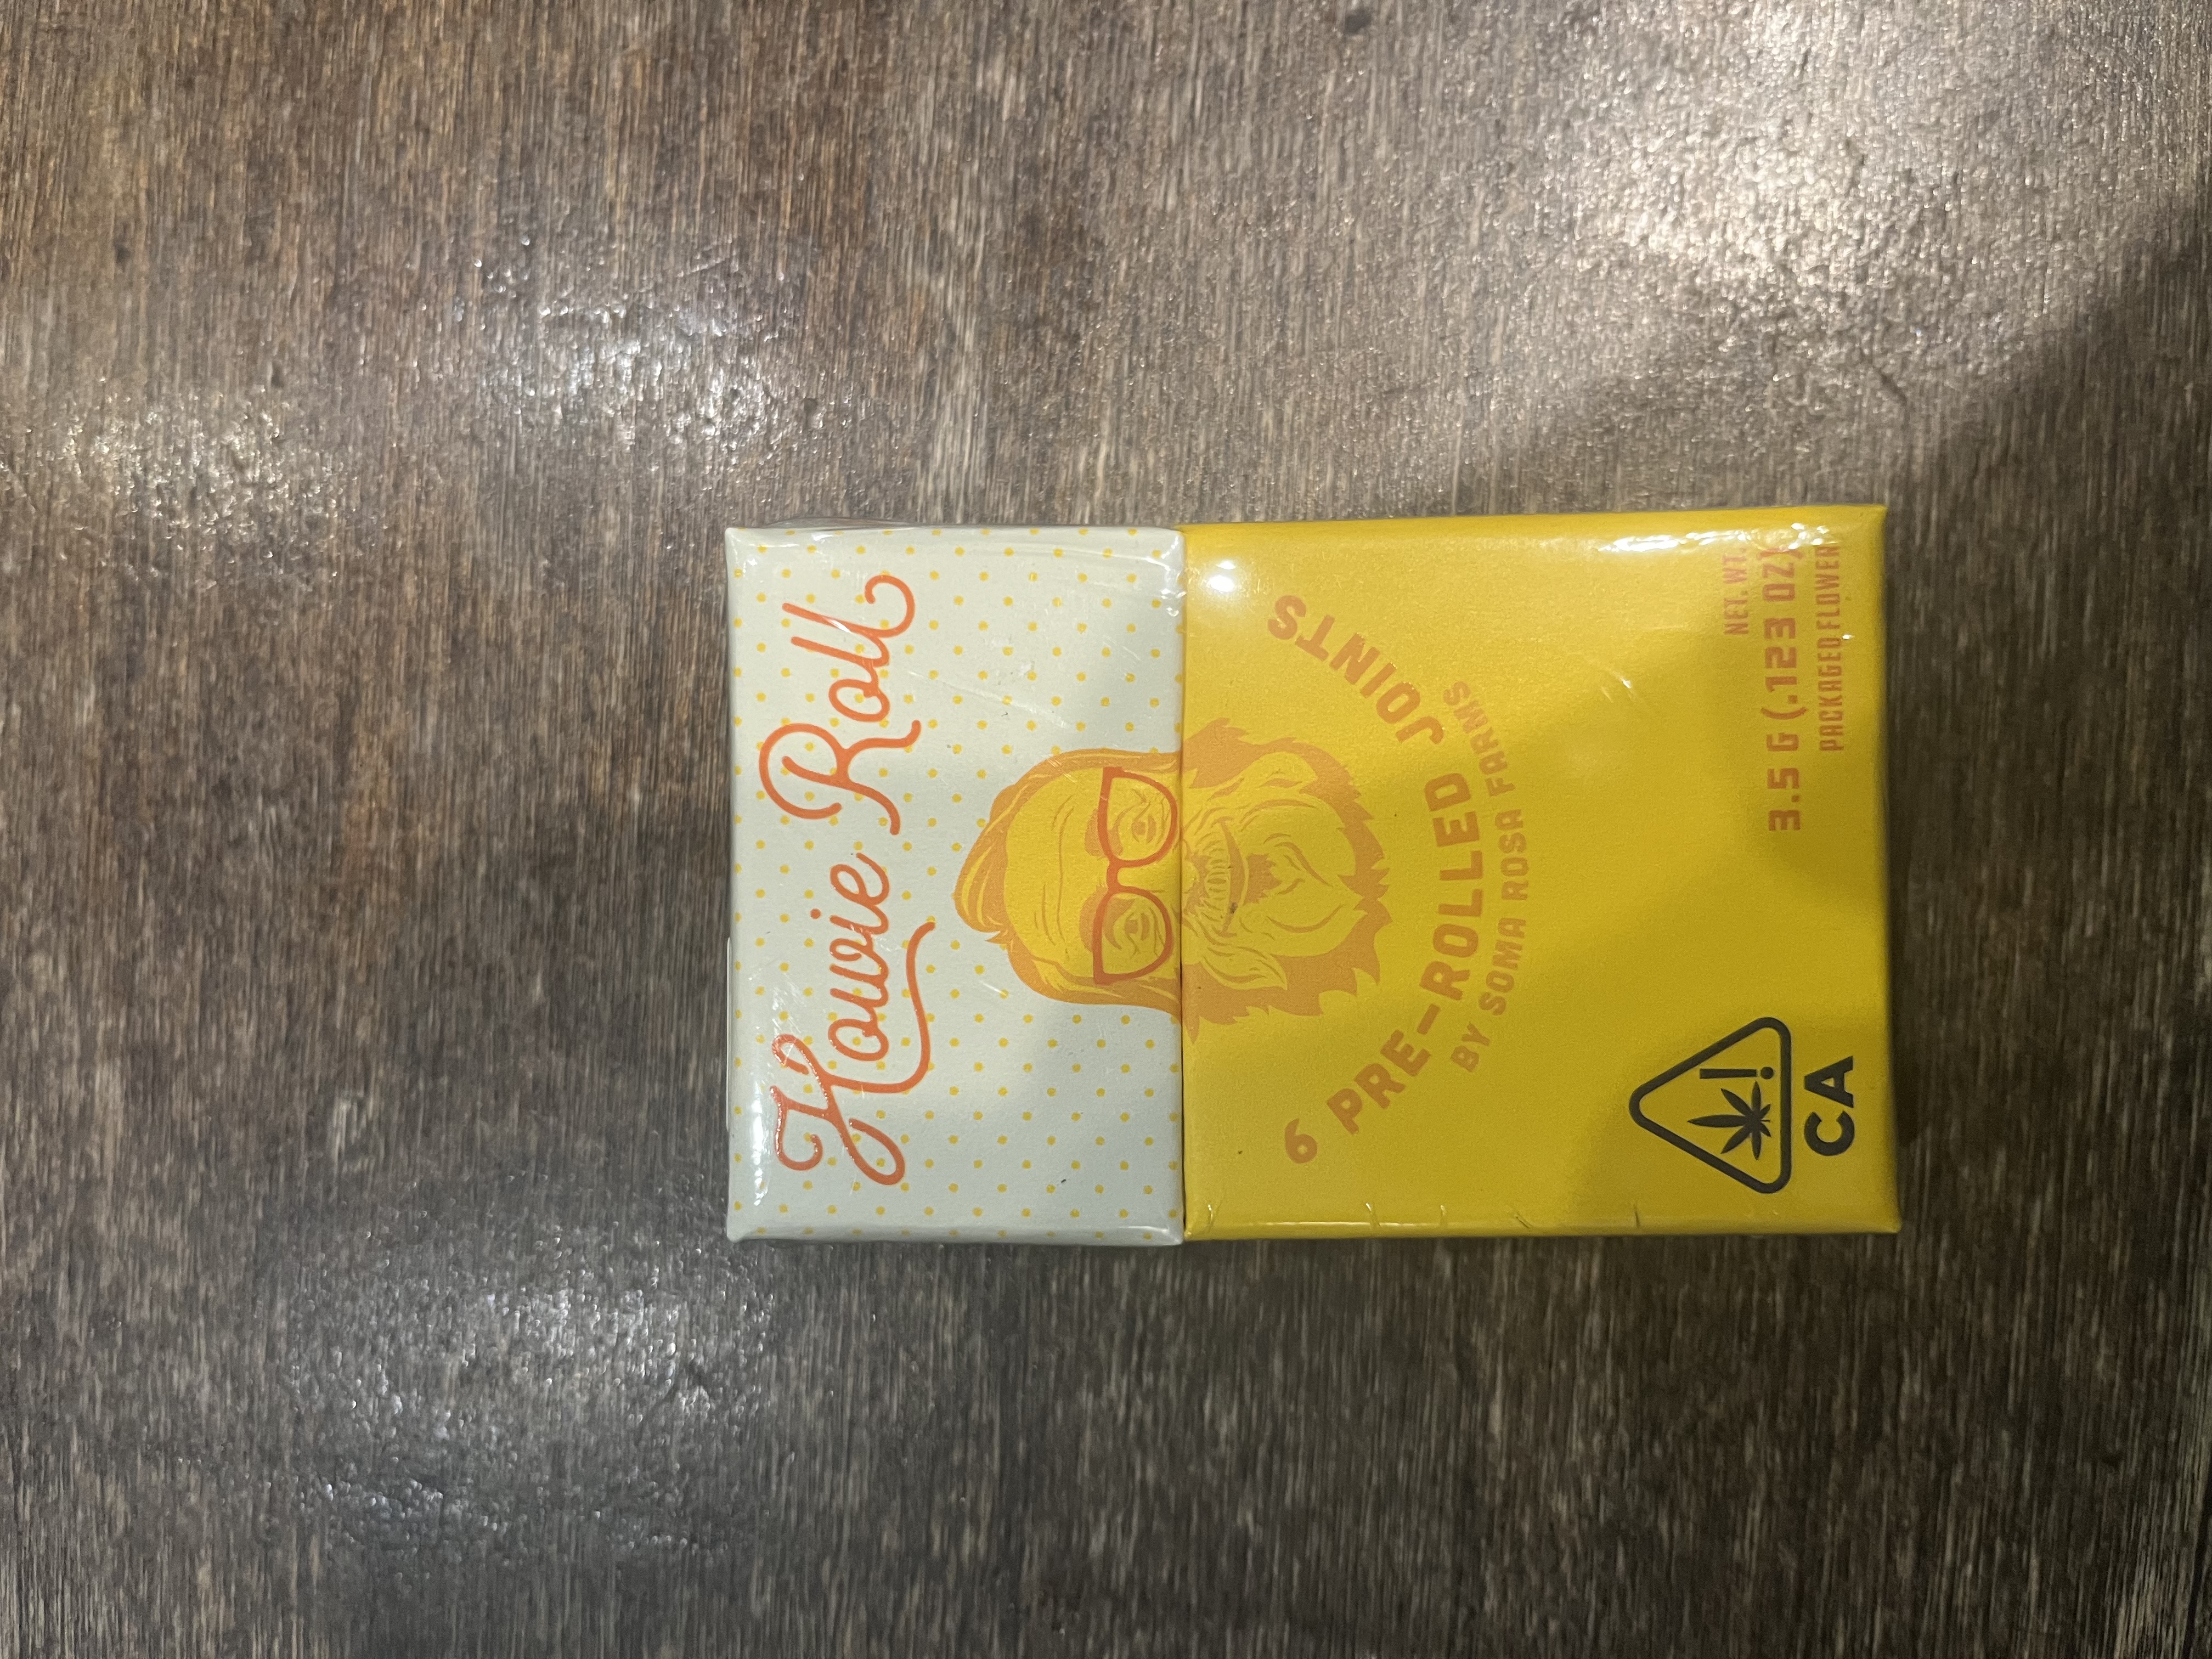 Howie Roll
6 PRE-ROLLED JOINTS
BY SOMA ROSA FARMS
CA
NET. WT.
3.5 G (.123 OZ)
PACKAGED FLOWER